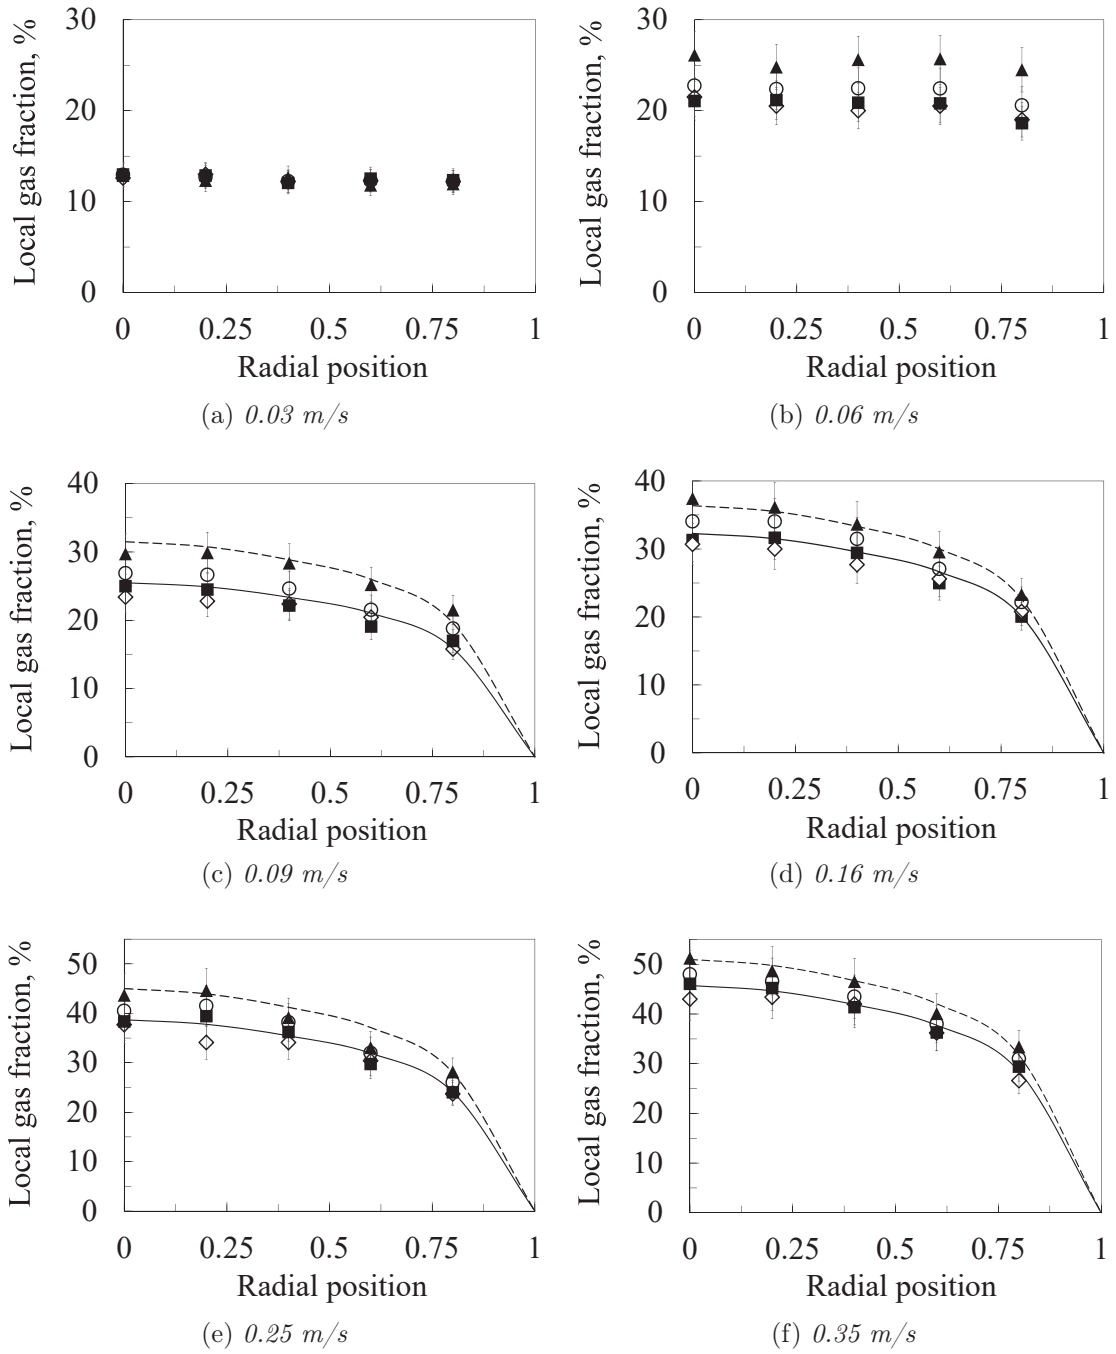 30
20
10
0
Local gas fraction, %
0 0.25 0.5 0.75 1
Radial position
(a) 0.03 m/s
30
20
10
0
Local gas fraction, %
0 0.25 0.5 0.75 1
Radial position
(b) 0.06 m/s
40
30
20
10
0
Local gas fraction, %
0 0.25 0.5 0.75 1
Radial position
(c) 0.09 m/s
40
30
20
10
0
Local gas fraction, %
0 0.25 0.5 0.75 1
Radial position
(d) 0.16 m/s
50
40
30
20
10
0
Local gas fraction, %
0 0.25 0.5 0.75 1
Radial position
(e) 0.25 m/s
50
40
30
20
10
0
Local gas fraction, %
0 0.25 0.5 0.75 1
Radial position
(f) 0.35 m/s